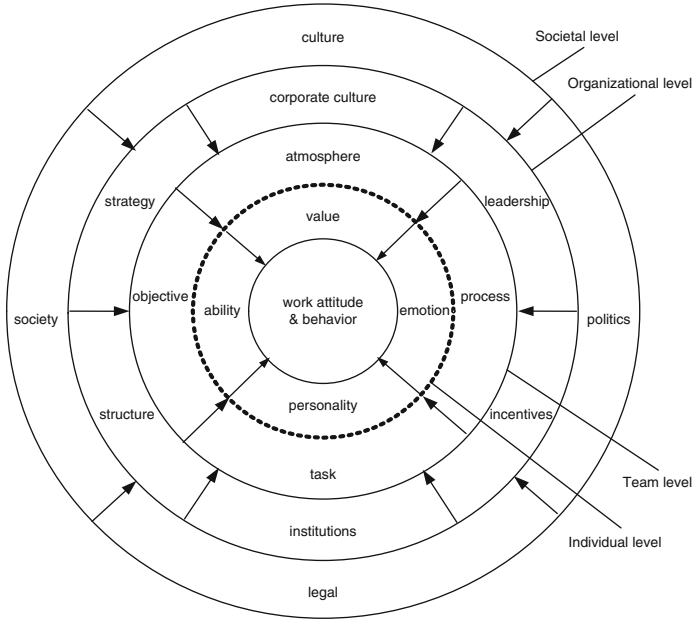 culture
Societal level
Organizational level
corporate culture
atmosphere
strategy
leadership
value
objective
ability
work attitude
& behavior
emotion
process
society
politics
personality
structure
incentives
task
Team level
institutions
Individual level
legal